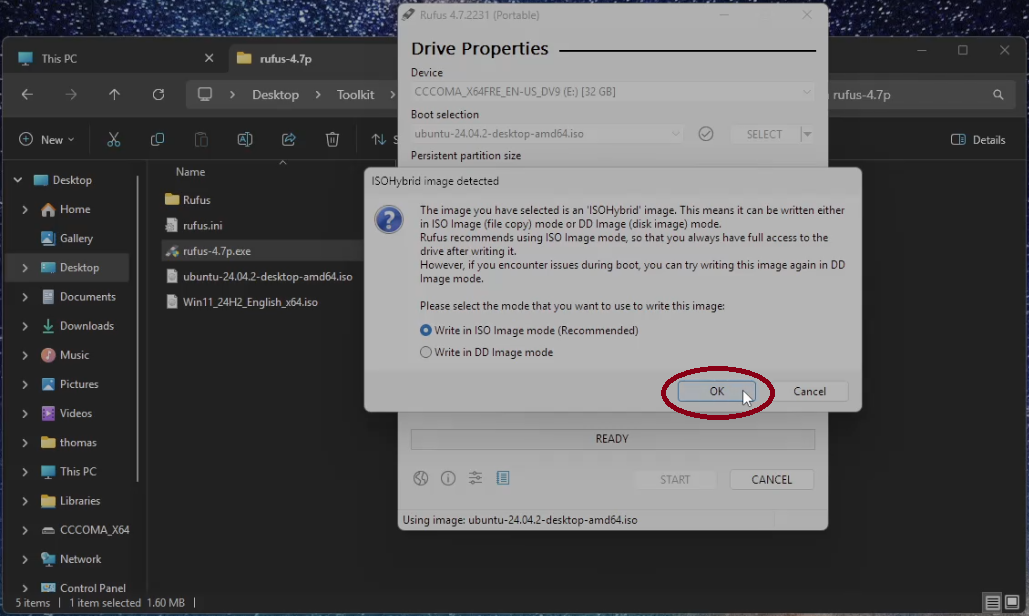 Rufus 4.7.2231 (Portable)
Drive Properties
This PC
rufus-4.7p
Device
CCCOMA_X64FRE_EN-US_DV9 (E:) [32 GB]
Desktop
Toolkit
rufus-4.7p
Boot selection
ubuntu-24.04.2-desktop-amd64.iso
SELECT
New
S
Details
Persistent partition size
Name
Desktop
Home
Gallery
Desktop
Documents
Downloads
Music
Pictures
Videos
thomas
This PC
Libraries
CCCOMA_X64
Network
Control Panel
Rufus
rufus.ini
rufus-4.7p.exe
ubuntu-24.04.2-desktop-amd64.iso
Win11_24H2_English_x64.iso
ISOHybrid image detected
The image you have selected is an 'ISOHybrid' image. This means it can be written either
in ISO Image (file copy) mode or DD Image (disk image) mode.
Rufus recommends using ISO Image mode, so that you always have full access to the
drive after writing it.
However, if you encounter issues during boot, you can try writing this image again in DD
Image mode.
Please select the mode that you want to use to write this image:
Write in ISO Image mode (Recommended)
Write in DD Image mode
OK
Cancel
READY
START
CANCEL
Using image: ubuntu-24.04.2-desktop-amd64.iso
5 items
1 item selected 1.60 MB